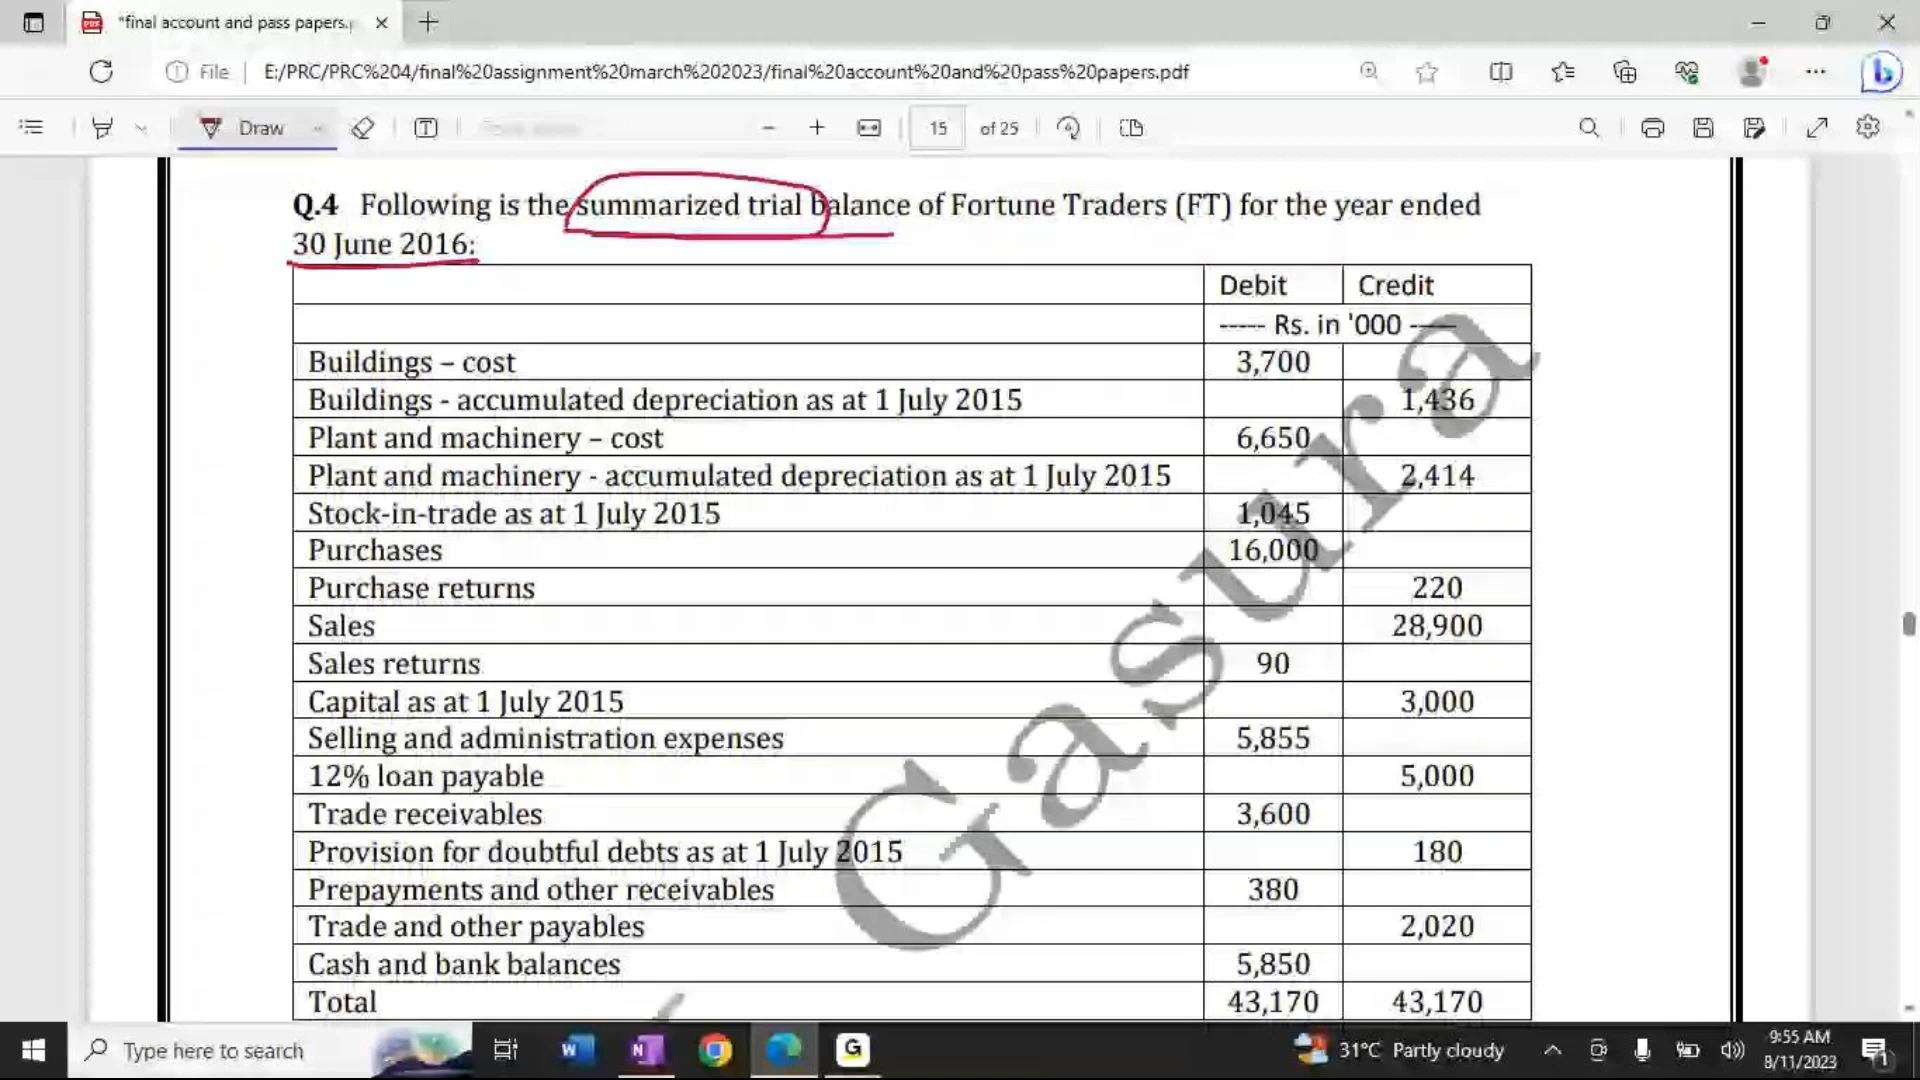 *final account and pass papers.
File
E:/PRC/PRC%204/final%20assignment%20march%202023/final%20account%20and%20pass%20papers.pdf
Draw
15 of 25
Q.4 Following is the summarized trial balance of Fortune Traders (FT) for the year ended
30 June 2016:
Debit Credit
----- Rs. in '000 -----
Buildings – cost 3,700
Buildings - accumulated depreciation as at 1 July 2015 1,436
Plant and machinery – cost 6,650
Plant and machinery - accumulated depreciation as at 1 July 2015 2,414
Stock-in-trade as at 1 July 2015 1,045
Purchases 16,000
Purchase returns 220
Sales 28,900
Sales returns 90
Capital as at 1 July 2015 3,000
Selling and administration expenses 5,855
12% loan payable 5,000
Trade receivables 3,600
Provision for doubtful debts as at 1 July 2015 180
Prepayments and other receivables 380
Trade and other payables 2,020
Cash and bank balances 5,850
Total 43,170 43,170
Gasura
Type here to search
31°C Partly cloudy
9:55 AM
8/11/2023